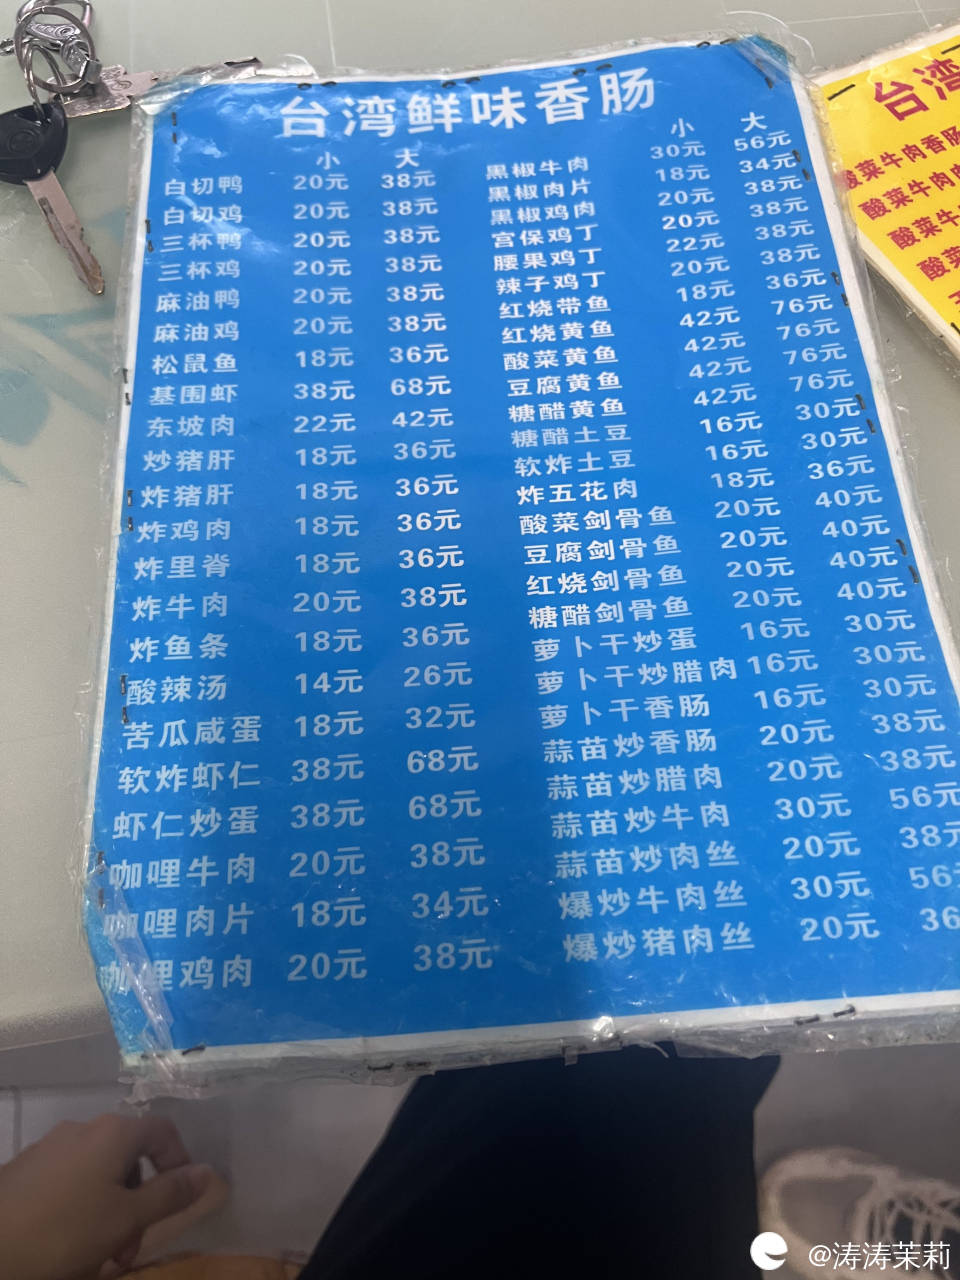 台湾鲜味香肠
小 大
白切鸭 20元 38元
白切鸡 20元 38元
三杯鸭 20元 38元
三杯鸡 20元 38元
麻油鸭 20元 38元
麻油鸡 20元 38元
松鼠鱼 18元 36元
基围虾 38元 68元
东坡肉 22元 42元
炒猪肝 18元 36元
炸猪肝 18元 36元
炸鸡肉 18元 36元
炸里脊 18元 36元
炸牛肉 20元 38元
炸鱼条 18元 36元
酸辣汤 14元 26元
苦瓜咸蛋 18元 32元
软炸虾仁 38元 68元
虾仁炒蛋 38元 68元
咖哩牛肉 20元 38元
咖哩肉片 18元 34元
咖哩鸡肉 20元 38元
小 大
黑椒牛肉 30元 56元
黑椒肉片 18元 34元
黑椒鸡肉 20元 38元
宫保鸡丁 20元 38元
腰果鸡丁 22元 38元
辣子鸡丁 20元 38元
红烧带鱼 18元 36元
红烧黄鱼 42元 76元
酸菜黄鱼 42元 76元
豆腐黄鱼 42元 76元
糖醋黄鱼 42元 76元
糖醋土豆 16元 30元
软炸土豆 16元 30元
炸五花肉 18元 36元
酸菜剑骨鱼 20元 40元
豆腐剑骨鱼 20元 40元
红烧剑骨鱼 20元 40元
糖醋剑骨鱼 20元 40元
萝卜干炒蛋 16元 30元
萝卜干炒腊肉 16元 30元
萝卜干香肠 16元 30元
蒜苗炒香肠 20元 38元
蒜苗炒腊肉 20元 38元
蒜苗炒牛肉 30元 56元
蒜苗炒肉丝 20元 38元
爆炒牛肉丝 30元 56元
爆炒猪肉丝 20元 36
台湾
酸菜牛肉香肠
酸菜牛肉
酸菜牛
酸菜
@涛涛茉莉